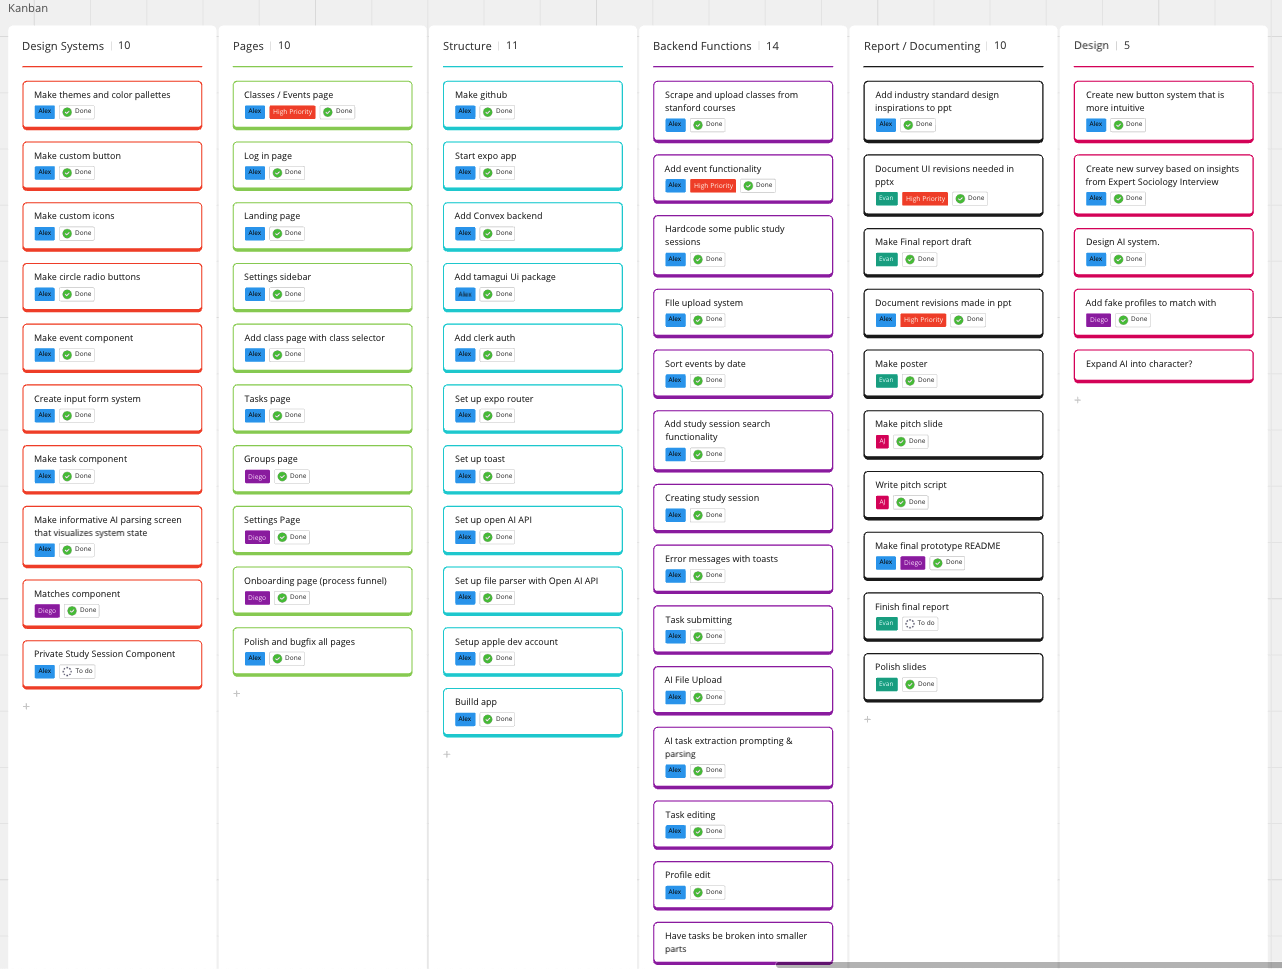 Kanban
Design Systems 10
Make themes and color pallettes
Alex Done
Make custom button
Alex Done
Make custom icons
Alex Done
Make circle radio buttons
Alex Done
Make event component
Alex Done
Create input form system
Alex Done
Make task component
Alex Done
Make informative AI parsing screen
that visualizes system state
Alex Done
Matches component
Diego Done
Private Study Session Component
Alex To do
+
Pages 10
Classes / Events page
Alex High Priority Done
Log in page
Alex Done
Landing page
Alex Done
Settings sidebar
Alex Done
Add class page with class selector
Alex Done
Tasks page
Alex Done
Groups page
Diego Done
Settings Page
Diego Done
Onboarding page (process funnel)
Diego Done
Polish and bugfix all pages
Alex Done
+
Structure 11
Make github
Alex Done
Start expo app
Alex Done
Add Convex backend
Alex Done
Add tamagui Ui package
Alex Done
Add clerk auth
Alex Done
Set up expo router
Alex Done
Set up toast
Alex Done
Set up open AI API
Alex Done
Set up file parser with Open AI API
Alex Done
Setup apple dev account
Alex Done
Builld app
Alex Done
+
Backend Functions 14
Scrape and upload classes from
stanford courses
Alex Done
Add event functionality
Alex High Priority Done
Hardcode some public study
sessions
Alex Done
FIle upload system
Alex Done
Sort events by date
Alex Done
Add study session search
functionality
Alex Done
Creating study session
Alex Done
Error messages with toasts
Alex Done
Task submitting
Alex Done
AI File Upload
Alex Done
AI task extraction prompting &
parsing
Alex Done
Task editing
Alex Done
Profile edit
Alex Done
Have tasks be broken into smaller
parts
Report / Documenting 10
Add industry standard design
inspirations to ppt
Alex Done
Document UI revisions needed in
pptx
Evan High Priority Done
Make Final report draft
Evan Done
Document revisions made in ppt
Alex High Priority Done
Make poster
Evan Done
Make pitch slide
AJ Done
Write pitch script
AJ Done
Make final prototype README
Alex Diego Done
Finish final report
Evan To do
Polish slides
Evan Done
+
Design 5
Create new button system that is
more intuitive
Alex Done
Create new survey based on insights
from Expert Sociology Interview
Alex Done
Design AI system.
Alex Done
Add fake profiles to match with
Diego Done
Expand AI into character?
+